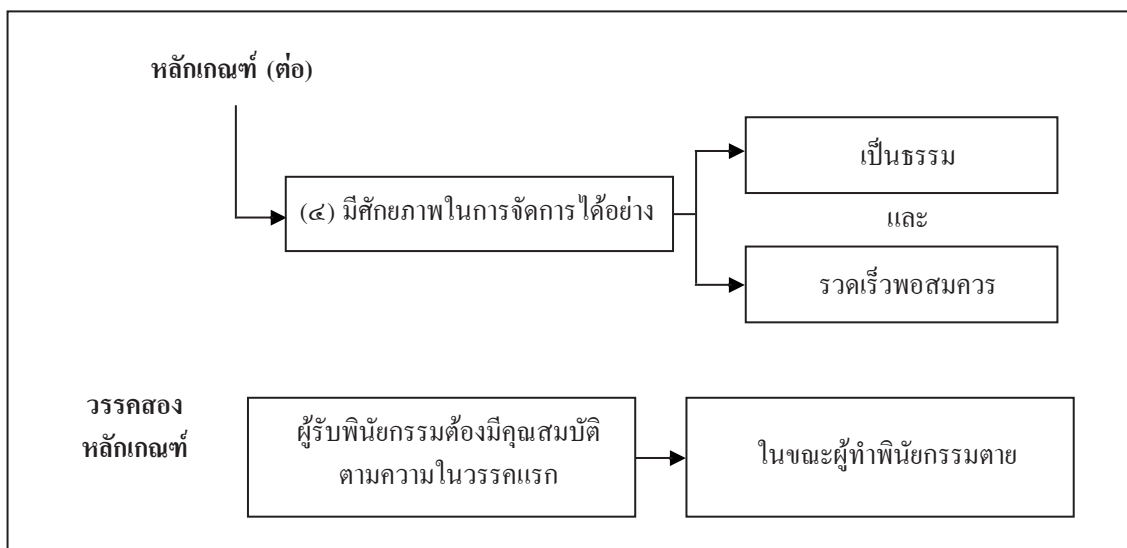 หลักเกณฑ์ (ต่อ)
(๔) มีศักยภาพในการจัดการได้อย่าง
เป็นธรรม
และ
รวดเร็วพอสมควร
วรรคสอง
หลักเกณฑ์
ผู้รับพินัยกรรมต้องมีคุณสมบัติ
ตามความในวรรคแรก
ในขณะผู้ทำพินัยกรรมตาย